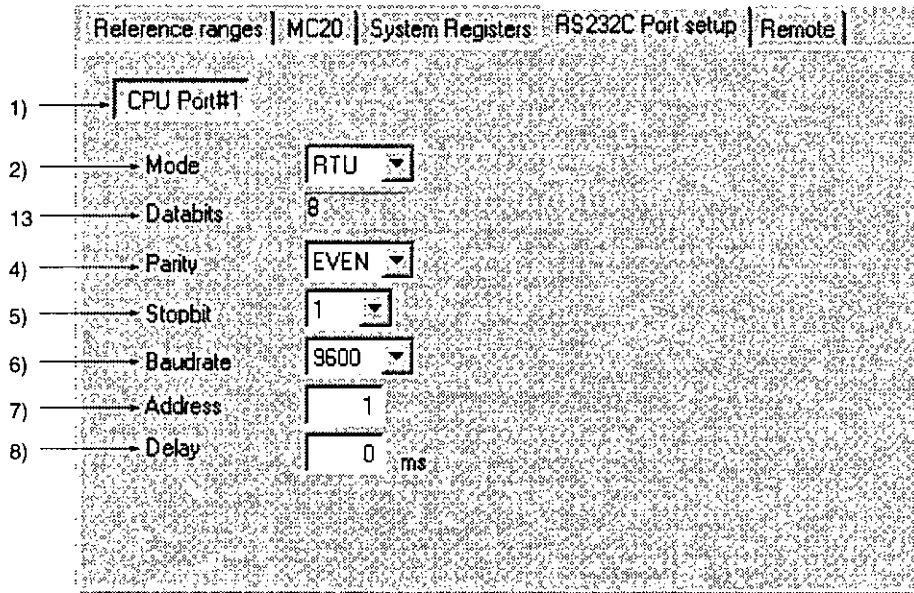 Reference ranges MC20 System Registers RS232C Port setup Remote
1) CPU Port#1
2) Mode RTU
13 Databits 8
4) Parity EVEN
5) Stopbit 1
6) Baudrate 9600
7) Address 1
8) Delay 0 ms